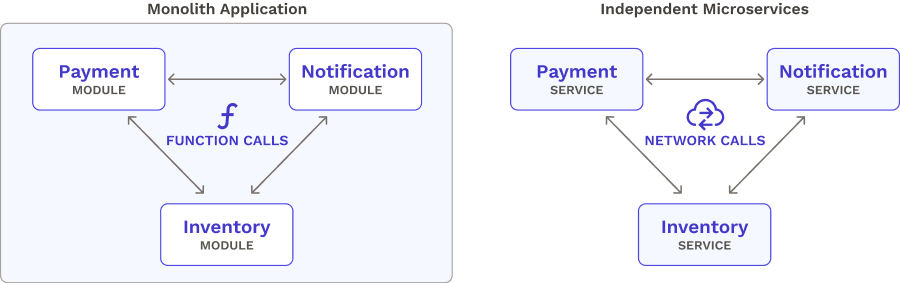 Monolith Application
Payment
MODULE
Notification
MODULE
FUNCTION CALLS
Inventory
MODULE
Independent Microservices
Payment
SERVICE
Notification
SERVICE
NETWORK CALLS
Inventory
SERVICE